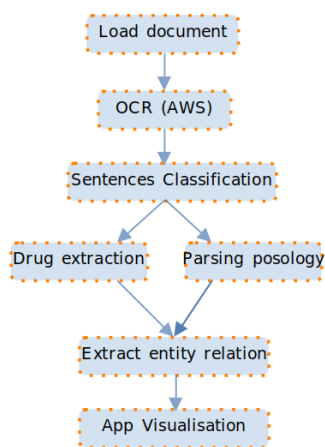 Load document
OCR (AWS)
Sentences Classification
Drug extraction
Parsing posology
Extract entity relation
App Visualisation